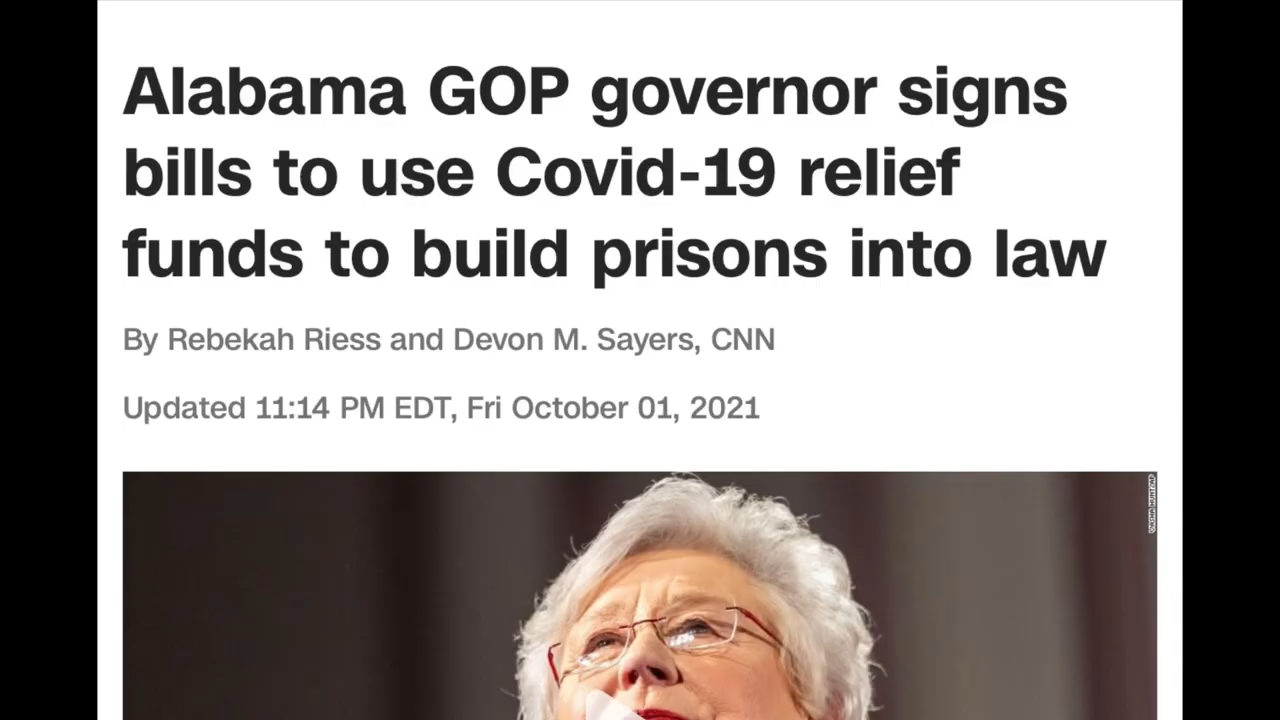 Alabama GOP governor signs
bills to use Covid-19 relief
funds to build prisons into law
By Rebekah Riess and Devon M. Sayers, CNN
Updated 11:14 PM EDT, Fri October 01, 2021